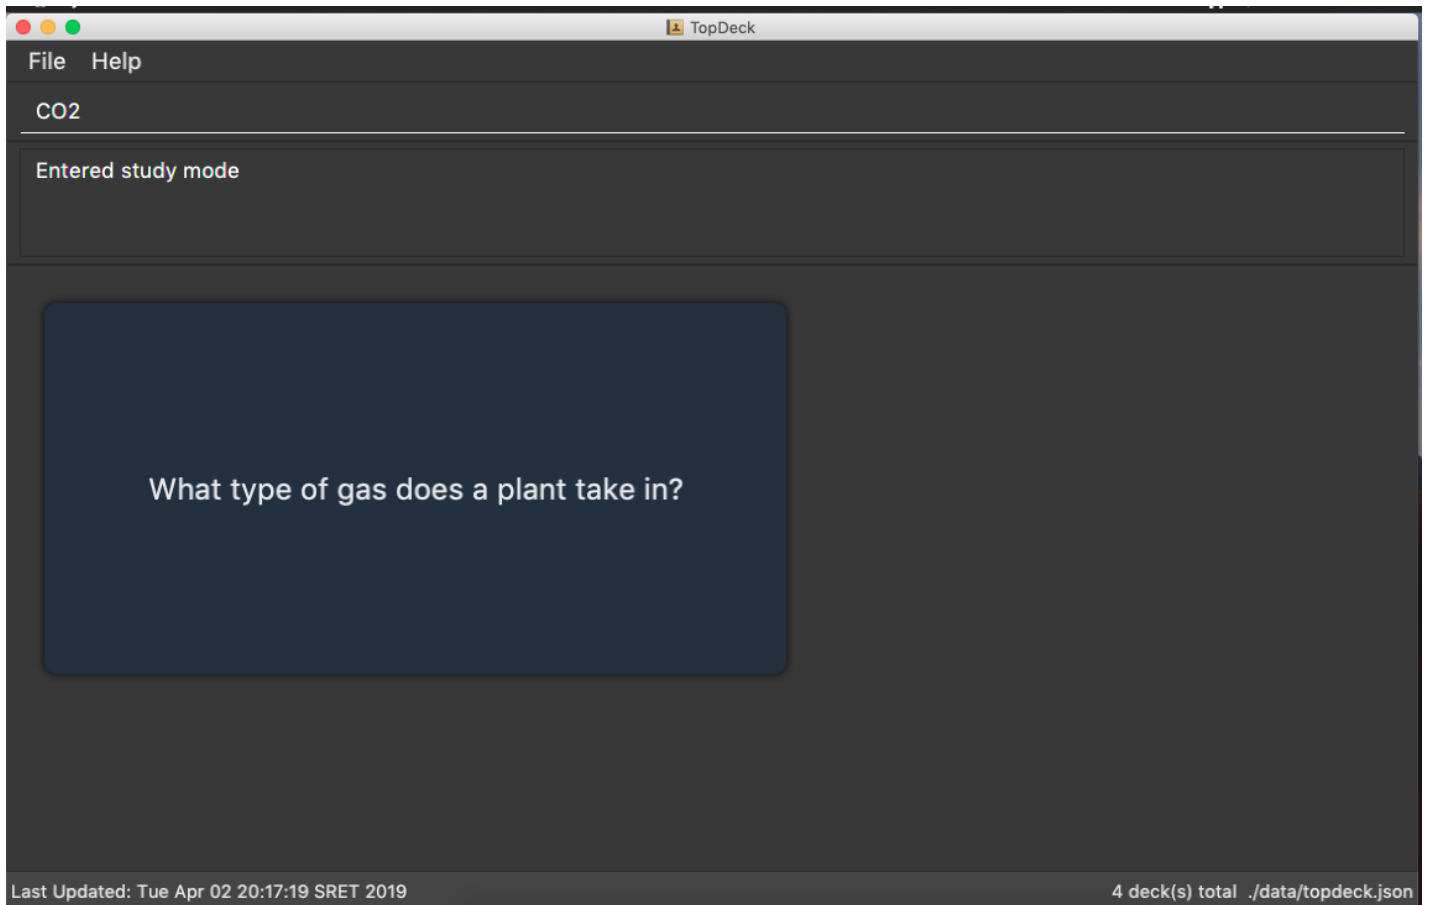 TopDeck
File Help
CO2
Entered study mode
What type of gas does a plant take in?
Last Updated: Tue Apr 02 20:17:19 SRET 2019 4 deck(s) total ./data/topdeck.json